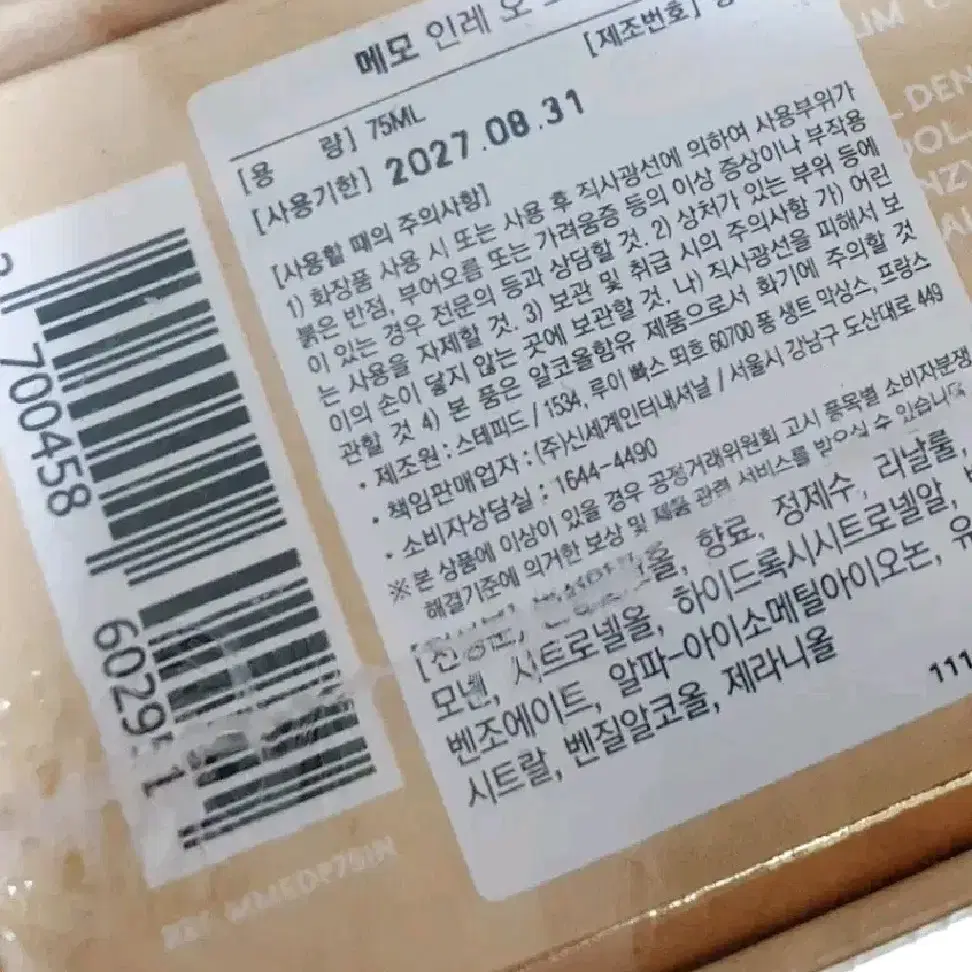 메모 인레 오
[제조번호]
[용 량] 75ML
[사용기한] 2027.08.31
[사용할 때의 주의사항]
1) 화장품 사용 시 또는 사용 후 직사광선에 의하여 사용부위가
붉은 반점, 부어오름 또는 가려움증 등의 이상 증상이나 부작용
이 있는 경우 전문의 등과 상담할 것. 2) 상처가 있는 부위 등에
는 사용을 자제할 것. 3) 보관 및 취급 시의 주의사항 가) 어린
이의 손이 닿지 않는 곳에 보관할 것. 나) 직사광선을 피해서 보
관할 것 4) 본 품은 알코올함유 제품으로서 화기에 주의할 것
• 제조원 : 스테피드 / 1534, 루이 빠스 뙤흐 60700 퐁 생트 막상스, 프랑스
• 책임판매업자 : (주)신세계인터내셔날 / 서울시 강남구 도산대로 449
• 소비자상담실 : 1644-4490
※ 본 상품에 이상이 있을 경우 공정거래위원회 고시 품목별 소비자분쟁
해결기준에 의거한 보상 및 제품 관련 서비스를 받으실 수 있습니다
[전성분] 향료, 정제수, 리날룰,
모넨, 시트로넬올, 하이드록시시트로넬알,
벤조에이트, 알파-아이소메틸아이오논,
시트랄, 벤질알코올, 제라니올
111
3 700458 602951
REF. MMEDP75IN